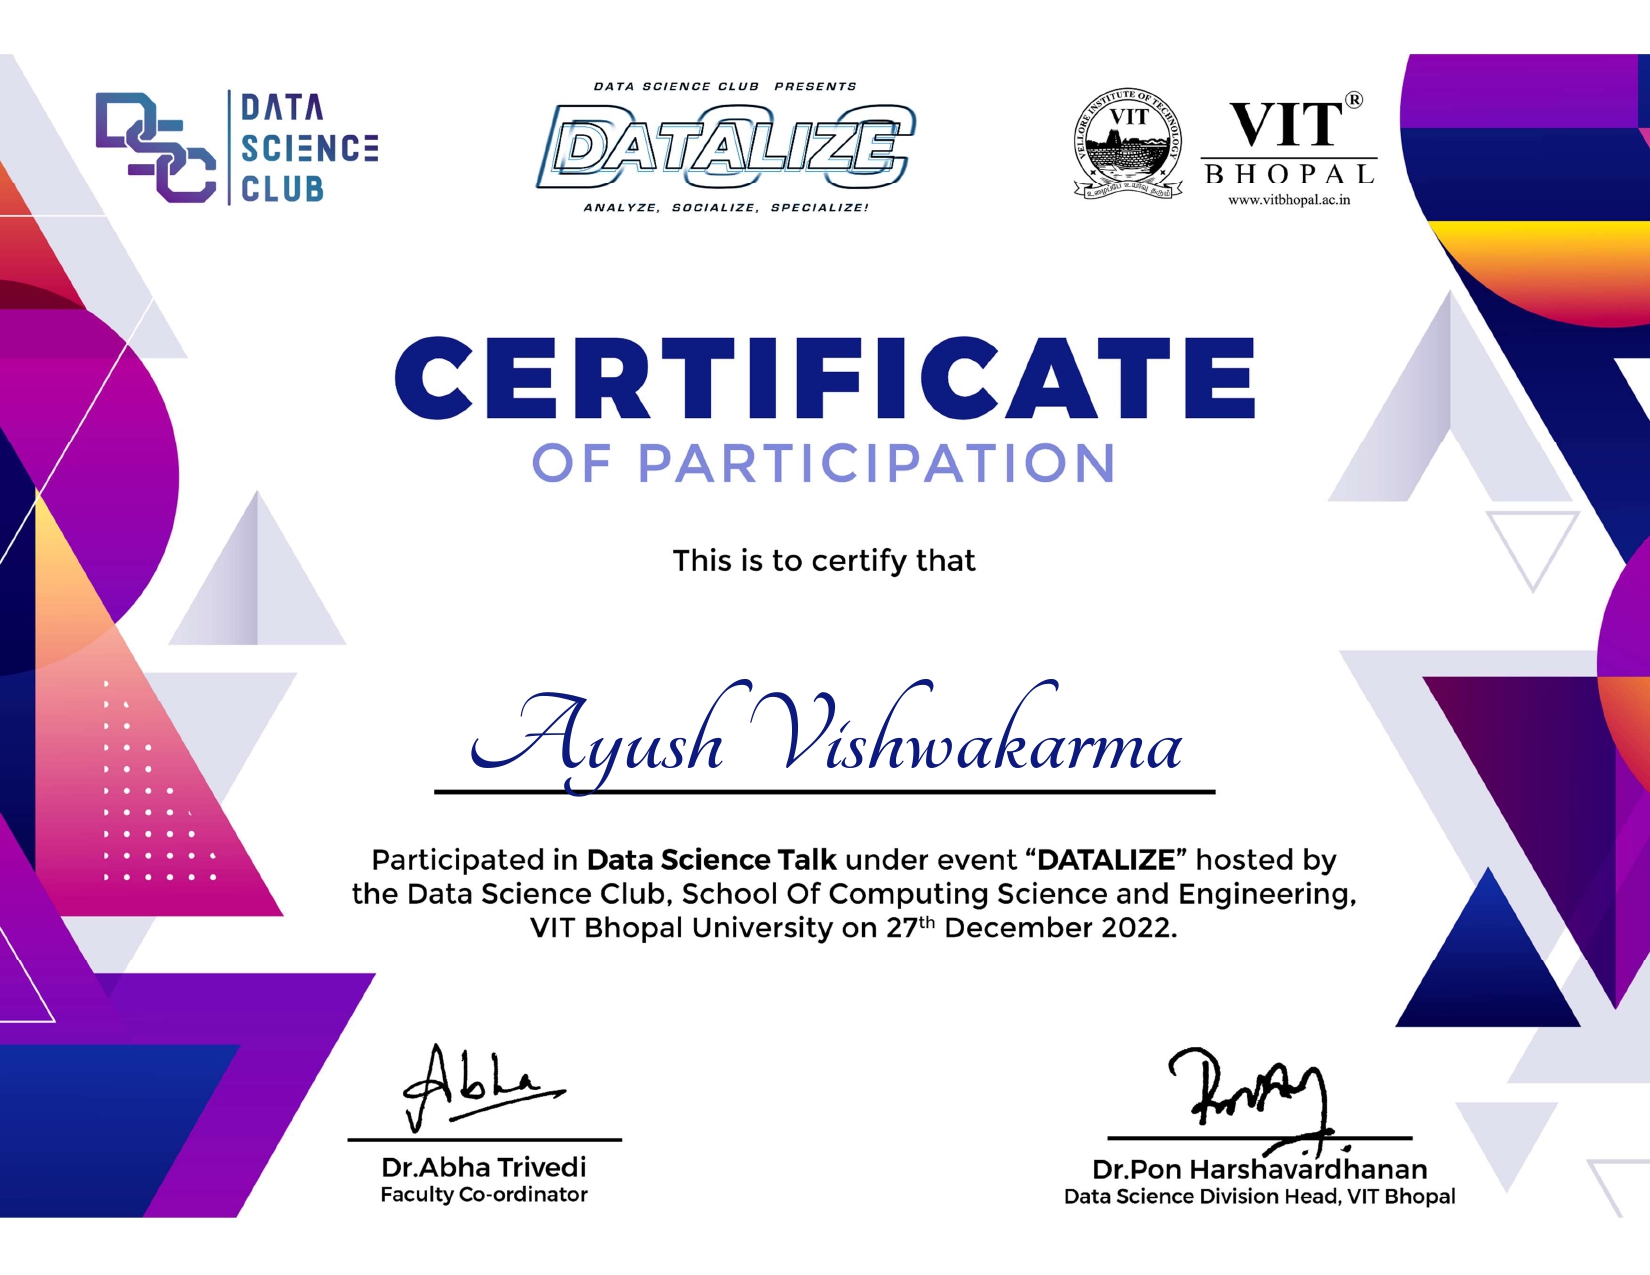 DSC
DATA
SCIENCE
CLUB
DATA SCIENCE CLUB PRESENTS
DSC
DATALIZE
ANALYZE, SOCIALIZE, SPECIALIZE!
VELLORE INSTITUTE OF TECHNOLOGY
VIT
VIT®
BHOPAL
www.vitbhopal.ac.in
CERTIFICATE
OF PARTICIPATION
This is to certify that
Ayush Vishwakarma
Participated in Data Science Talk under event “DATALIZE” hosted by
the Data Science Club, School Of Computing Science and Engineering,
VIT Bhopal University on 27th December 2022.
Abha
Dr.Abha Trivedi
Faculty Co-ordinator
Dr.Pon Harshavardhanan
Data Science Division Head, VIT Bhopal